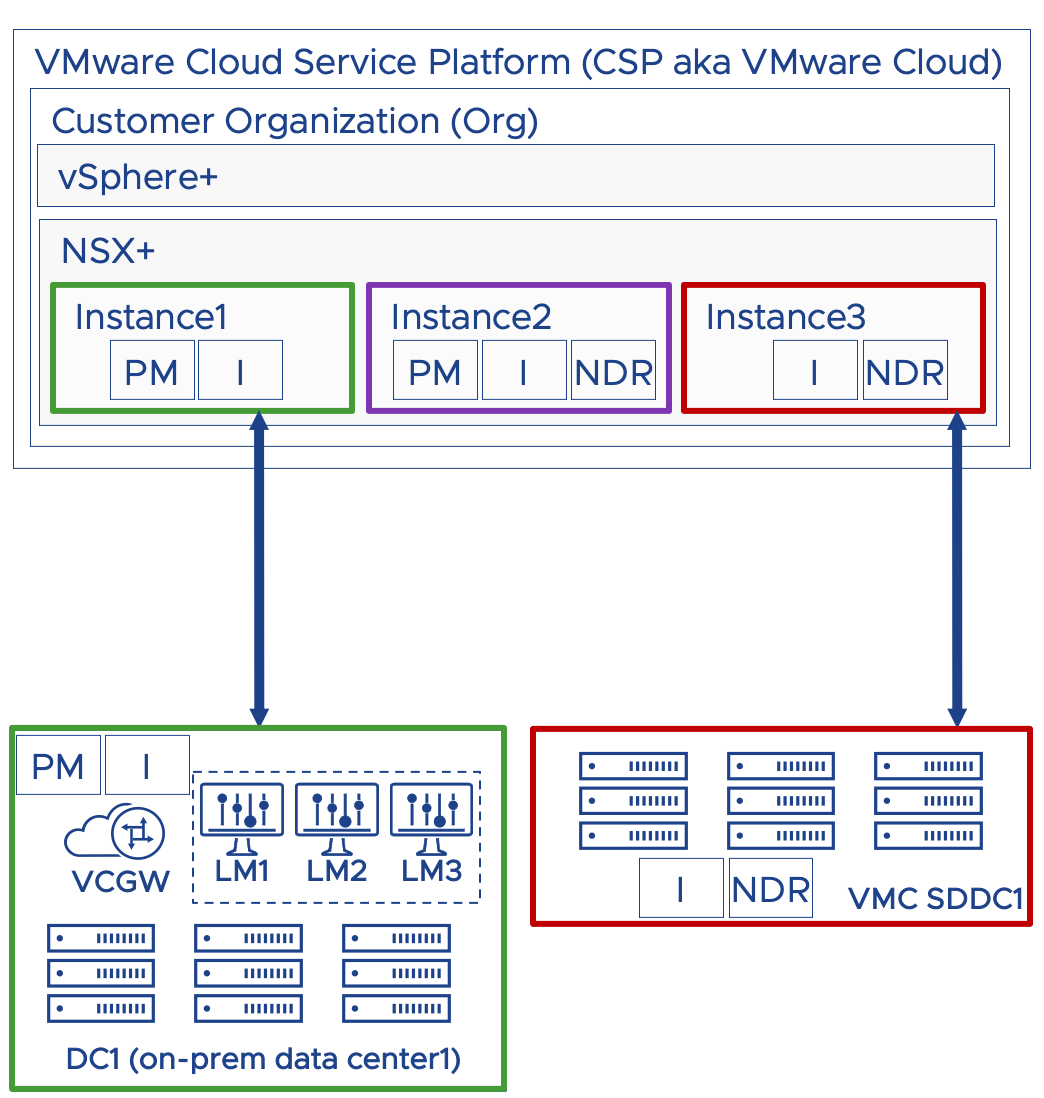 VMware Cloud Service Platform (CSP aka VMware Cloud)
Customer Organization (Org)
vSphere+
NSX+
Instance1
PM I
Instance2
PM I NDR
Instance3
I NDR
PM I
VCGW
LM1 LM2 LM3
DC1 (on-prem data center1)
I NDR
VMC SDDC1